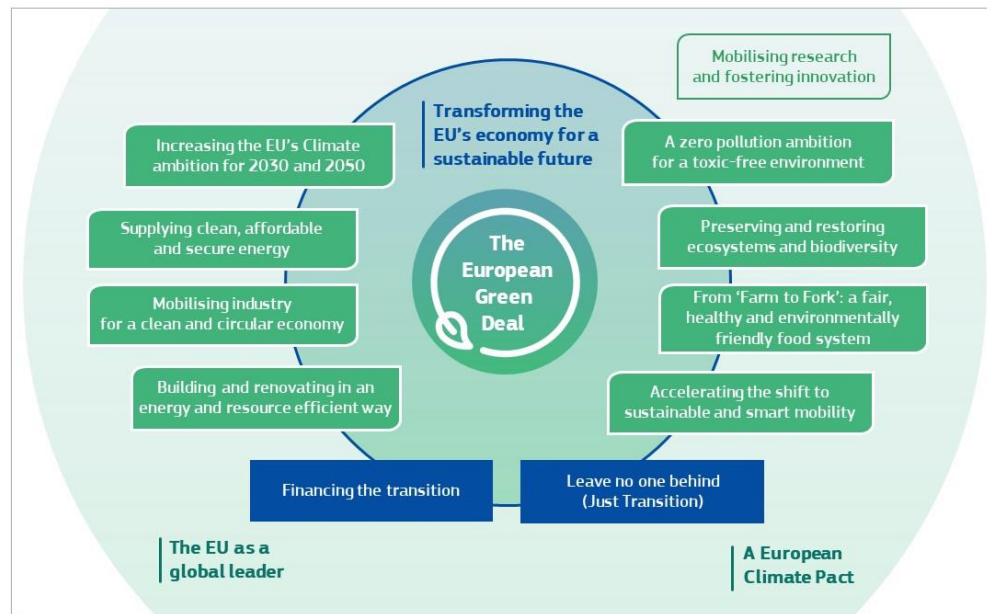 Mobilising research
and fostering innovation
Transforming the
EU's economy for a
sustainable future
Increasing the EU's Climate
ambition for 2030 and 2050
A zero pollution ambition
for a toxic-free environment
Supplying clean, affordable
and secure energy
Preserving and restoring
ecosystems and biodiversity
The
European
Green
Deal
Mobilising industry
for a clean and circular economy
From ‘Farm to Fork’: a fair,
healthy and environmentally
friendly food system
Building and renovating in an
energy and resource efficient way
Accelerating the shift to
sustainable and smart mobility
Financing the transition
Leave no one behind
(Just Transition)
The EU as a
global leader
A European
Climate Pact